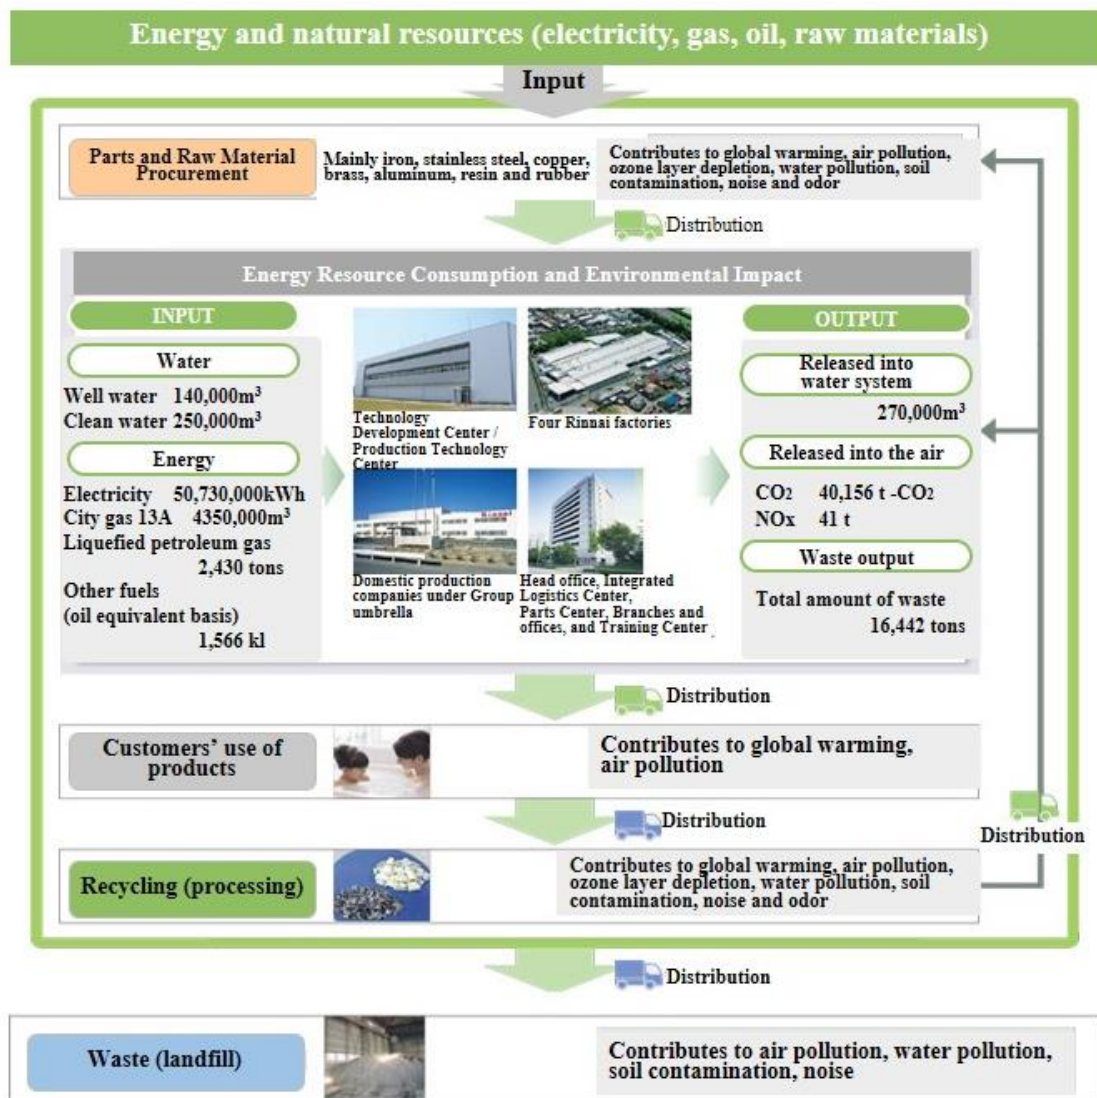 Energy and natural resources (electricity, gas, oil, raw materials)
Input
Parts and Raw Material
Procurement
Mainly iron, stainless steel, copper,
brass, aluminum, resin and rubber
Contributes to global warming, air pollution,
ozone layer depletion, water pollution, soil
contamination, noise and odor
Distribution
Energy Resource Consumption and Environmental Impact
INPUT
Water
Well water 140,000m³
Clean water 250,000m³
Energy
Electricity 50,730,000kWh
City gas 13A 4350,000m³
Liquefied petroleum gas
2,430 tons
Other fuels
(oil equivalent basis)
1,566 kl
Technology
Development Center /
Production Technology
Center
Four Rinnai factories
Domestic production
companies under Group
umbrella
Head office, Integrated
Logistics Center,
Parts Center, Branches and
offices, and Training Center
OUTPUT
Released into
water system
270,000m³
Released into the air
CO₂ 40,156 t -CO₂
NOx 41 t
Waste output
Total amount of waste
16,442 tons
Distribution
Customers' use of
products
Contributes to global warming,
air pollution
Distribution
Distribution
Recycling (processing)
Contributes to global warming, air pollution,
ozone layer depletion, water pollution, soil
contamination, noise and odor
Distribution
Waste (landfill)
Contributes to air pollution, water pollution,
soil contamination, noise